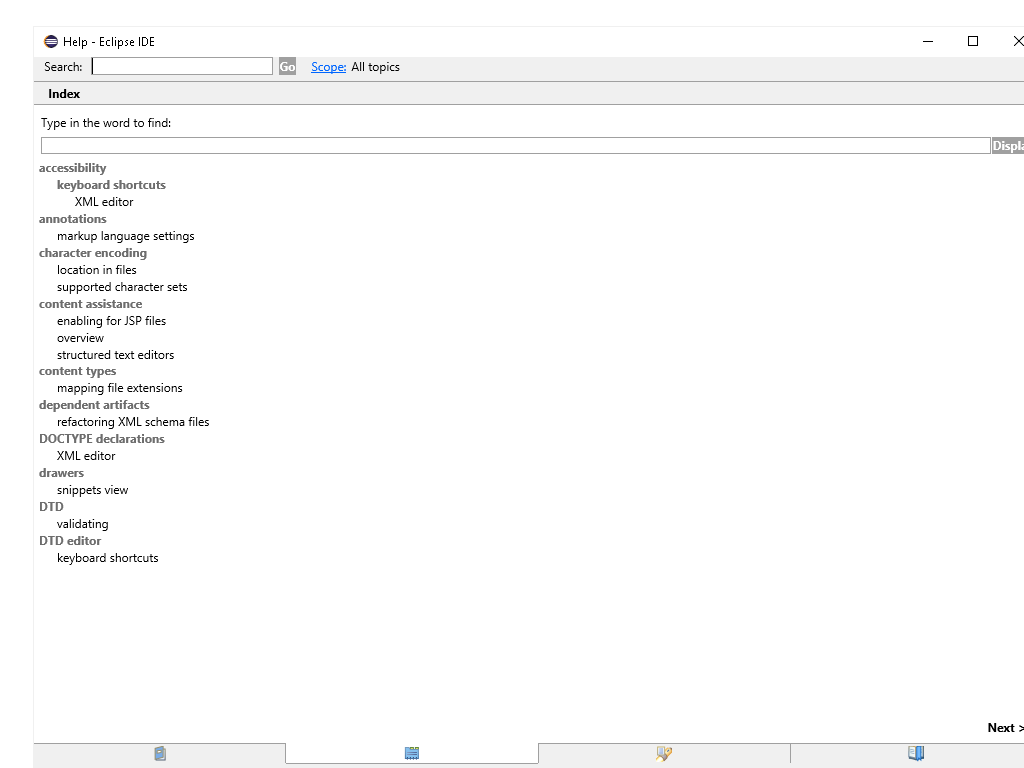 Help - Eclipse IDE
Search: Go Scope: All topics
Index
Type in the word to find:
accessibility
keyboard shortcuts
XML editor
annotations
markup language settings
character encoding
location in files
supported character sets
content assistance
enabling for JSP files
overview
structured text editors
content types
mapping file extensions
dependent artifacts
refactoring XML schema files
DOCTYPE declarations
XML editor
drawers
snippets view
DTD
validating
DTD editor
keyboard shortcuts
Next >